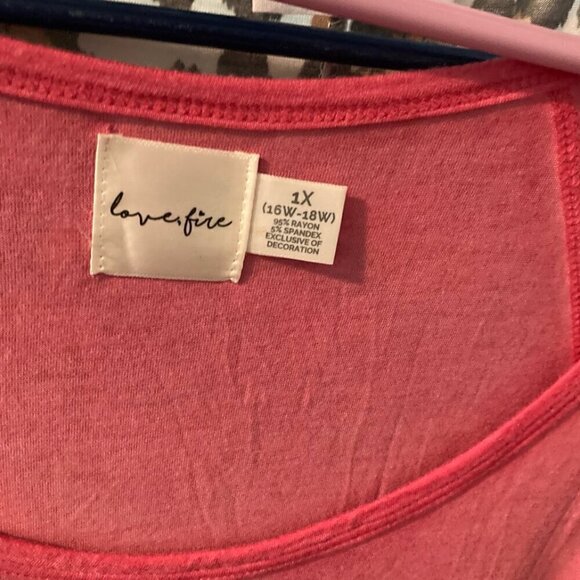 love, fire
1X
(16W-18W)
95% RAYON
5% SPANDEX
EXCLUSIVE OF
DECORATION